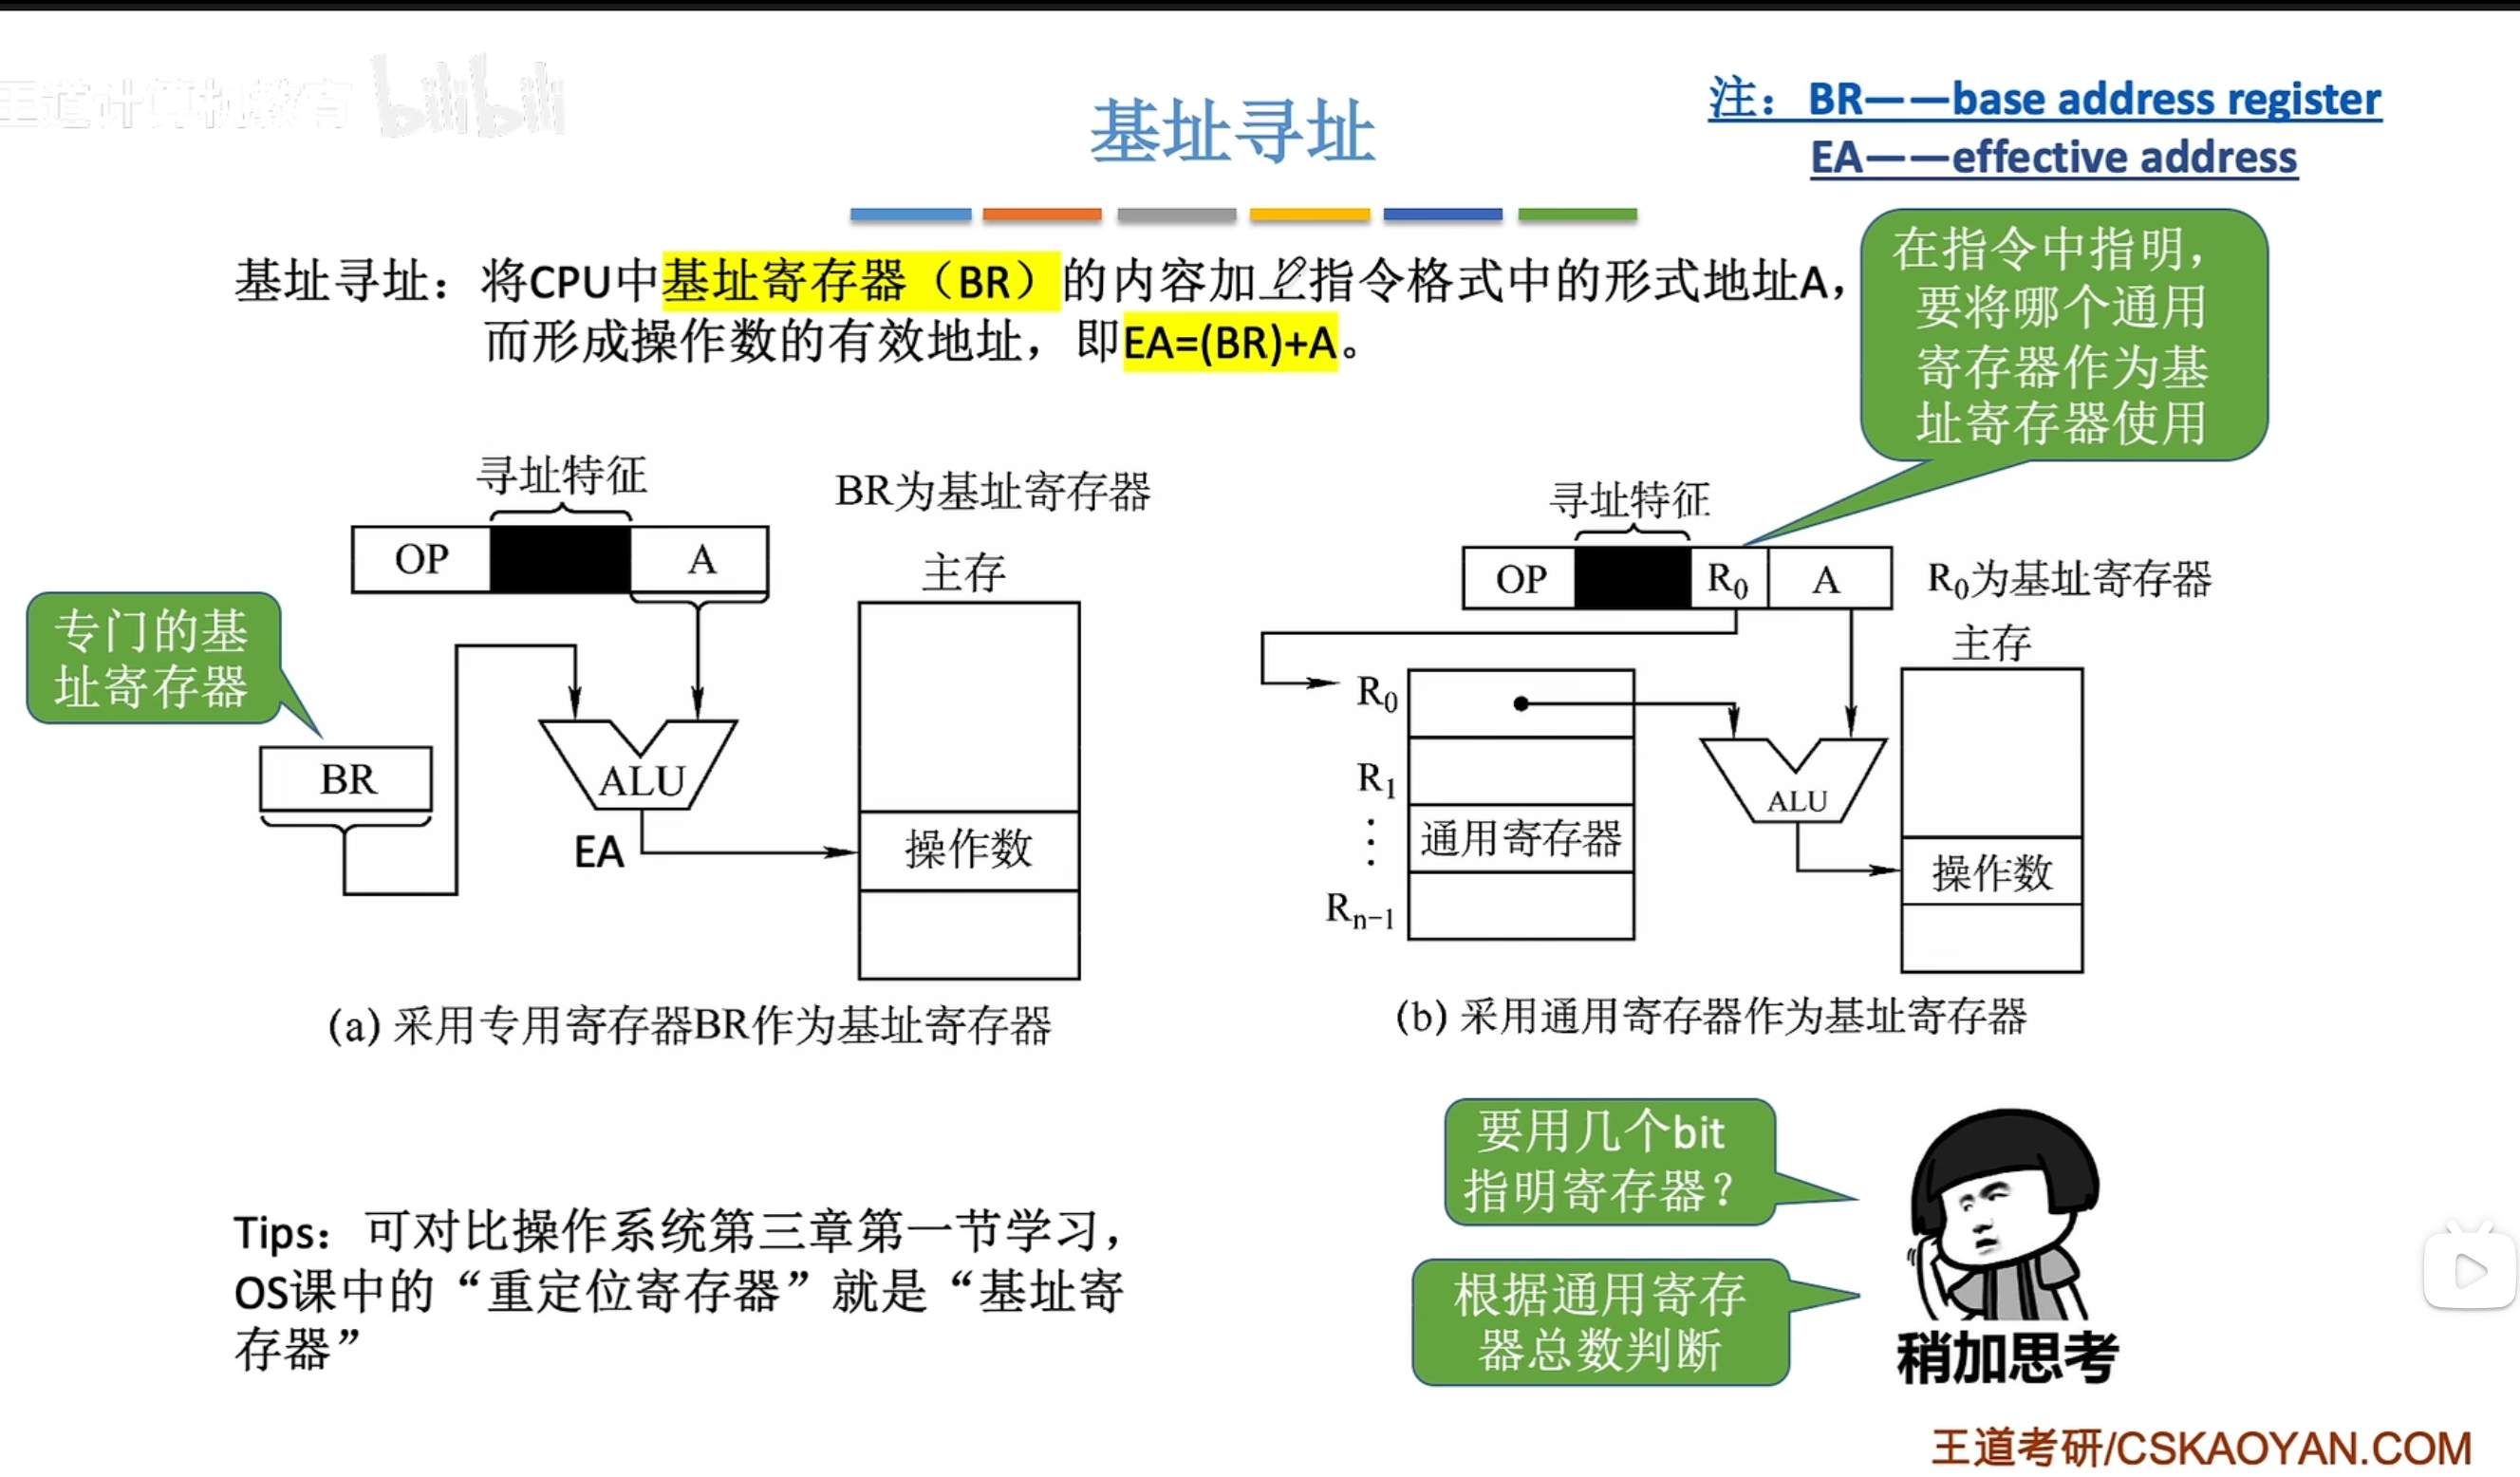 王道计算机教育 bilibili
基址寻址
注：BR——base address register
EA——effective address
基址寻址：将CPU中基址寄存器（BR）的内容加上指令格式中的形式地址A，
而形成操作数的有效地址，即EA=(BR)+A。
在指令中指明，
要将哪个通用
寄存器作为基
址寄存器使用
寻址特征
BR为基址寄存器
OP
A
主存
专门的基
址寄存器
BR
ALU
EA
操作数
(a) 采用专用寄存器BR作为基址寄存器
寻址特征
OP
R₀
A
R₀为基址寄存器
主存
R₀
R₁
⋮
通用寄存器
Rₙ₋₁
ALU
操作数
(b) 采用通用寄存器作为基址寄存器
要用几个bit
指明寄存器？
根据通用寄存
器总数判断
稍加思考
Tips：可对比操作系统第三章第一节学习，
OS课中的“重定位寄存器”就是“基址寄
存器”
王道考研/CSKAOYAN.COM